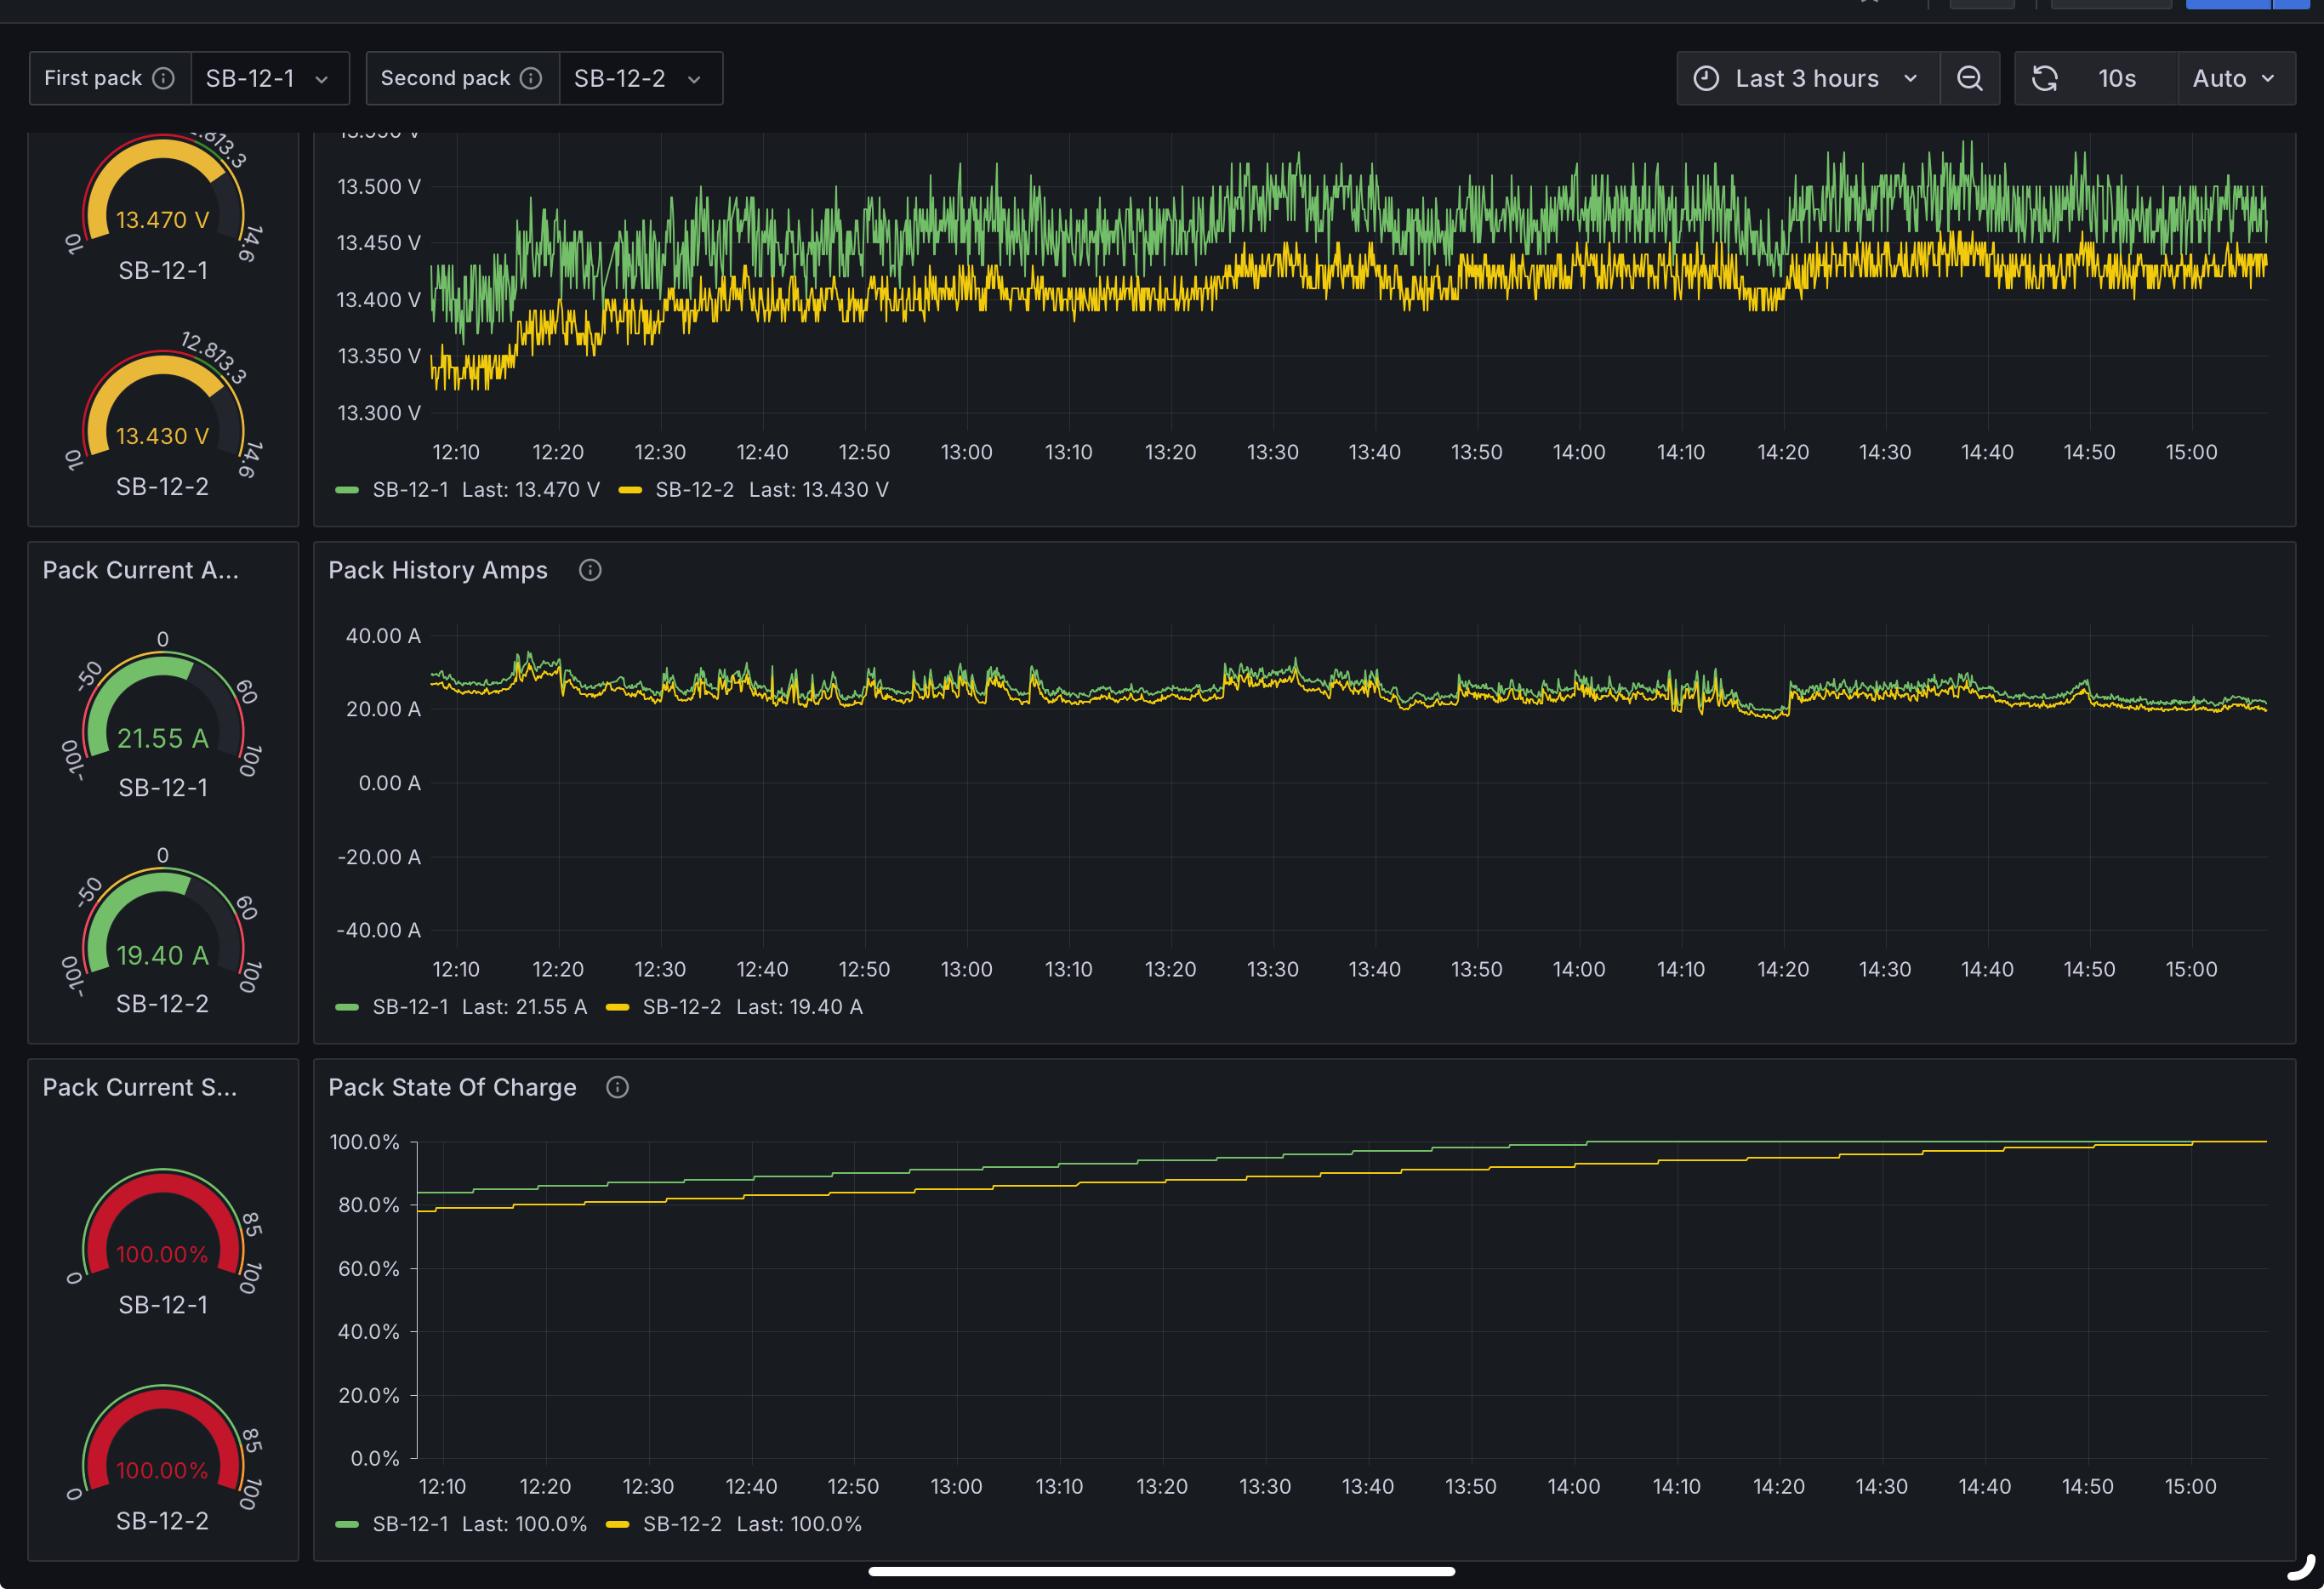 First pack SB-12-1 Second pack SB-12-2 Last 3 hours 10s Auto
13.3
13.470 V
10 14.6
SB-12-1
12.8 13.3
13.430 V
10 14.6
SB-12-2
13.500 V
13.450 V
13.400 V
13.350 V
13.300 V
12:10 12:20 12:30 12:40 12:50 13:00 13:10 13:20 13:30 13:40 13:50 14:00 14:10 14:20 14:30 14:40 14:50 15:00
SB-12-1 Last: 13.470 V SB-12-2 Last: 13.430 V
Pack Current A...
0
-50 60
21.55 A
-100 100
SB-12-1
0
-50 60
19.40 A
-100 100
SB-12-2
Pack History Amps
40.00 A
20.00 A
0.00 A
-20.00 A
-40.00 A
12:10 12:20 12:30 12:40 12:50 13:00 13:10 13:20 13:30 13:40 13:50 14:00 14:10 14:20 14:30 14:40 14:50 15:00
SB-12-1 Last: 21.55 A SB-12-2 Last: 19.40 A
Pack Current S...
85
100.00%
0 100
SB-12-1
85
100.00%
0 100
SB-12-2
Pack State Of Charge
100.0%
80.0%
60.0%
40.0%
20.0%
0.0%
12:10 12:20 12:30 12:40 12:50 13:00 13:10 13:20 13:30 13:40 13:50 14:00 14:10 14:20 14:30 14:40 14:50 15:00
SB-12-1 Last: 100.0% SB-12-2 Last: 100.0%